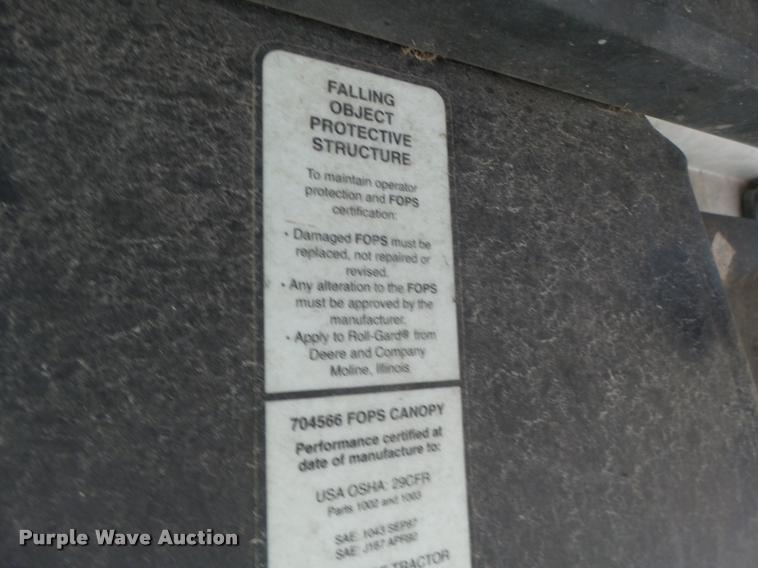 FALLING
OBJECT
PROTECTIVE
STRUCTURE
To maintain operator
protection and FOPS
certification:
• Damaged FOPS must be
replaced, not repaired or
revised.
• Any alteration to the FOPS
must be approved by the
manufacturer.
• Apply to Roll-Gard® from
Deere and Company
Moline, Illinois
704566 FOPS CANOPY
Performance certified at
date of manufacture to:
USA OSHA: 29CFR
Parts 1002 and 1003
SAE: 1043 SEP87
SAE: J167 APR92
TRACTOR
Purple Wave Auction